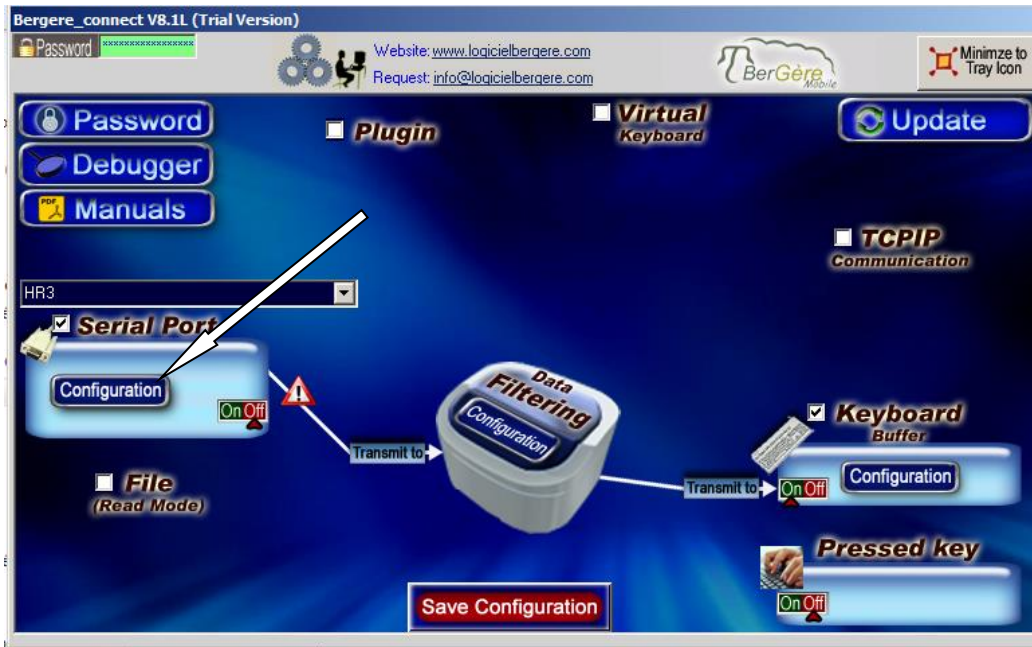 Bergere_connect V8.1L (Trial Version)
Password
xxxxxxxxxxxxxxxxx
Website: www.logicielbergere.com
Request: info@logicielbergere.com
BerGère
Mobile
Minimze to
Tray Icon
Password
Debugger
PDF
Manuals
Plugin
Virtual
Keyboard
Update
TCPIP
Communication
HR3
Serial Port
Configuration
On Off
Data
Filtering
Configuration
Transmit to
Keyboard
Buffer
Configuration
Transmit to
On Off
File
(Read Mode)
Pressed key
On Off
Save Configuration